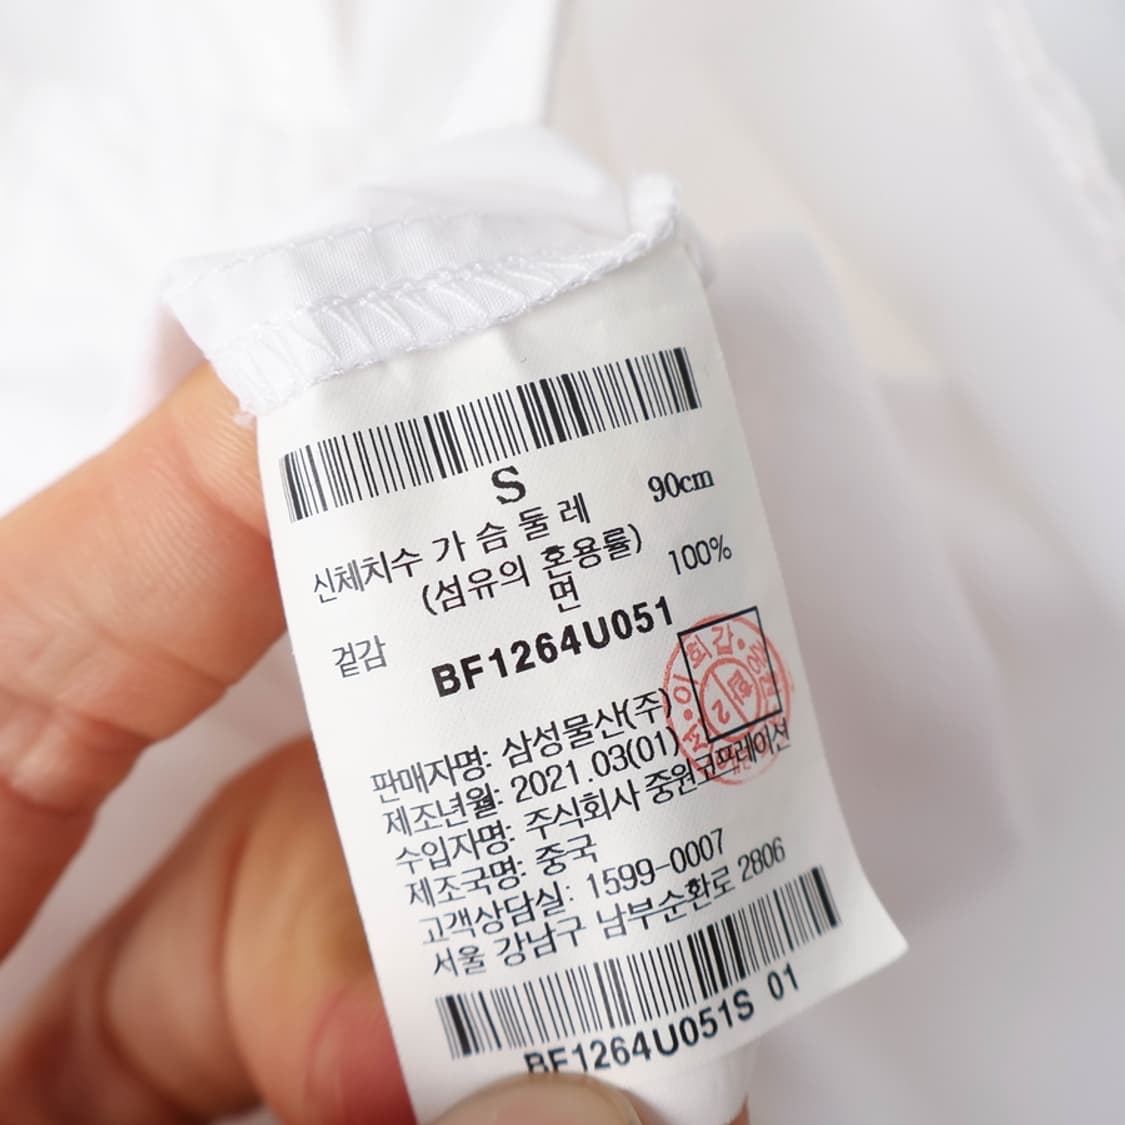 S
신체치수 가 슴 둘 레 90cm
(섬유의 혼용률)
겉감 면 100%
BF1264U051
판매자명: 삼성물산(주)
제조년월: 2021.03(01)
수입자명: 주식회사 중원코프레이션
제조국명: 중국
고객상담실: 1599-0007
서울 강남구 남부순환로 2806
BF1264U051S 01